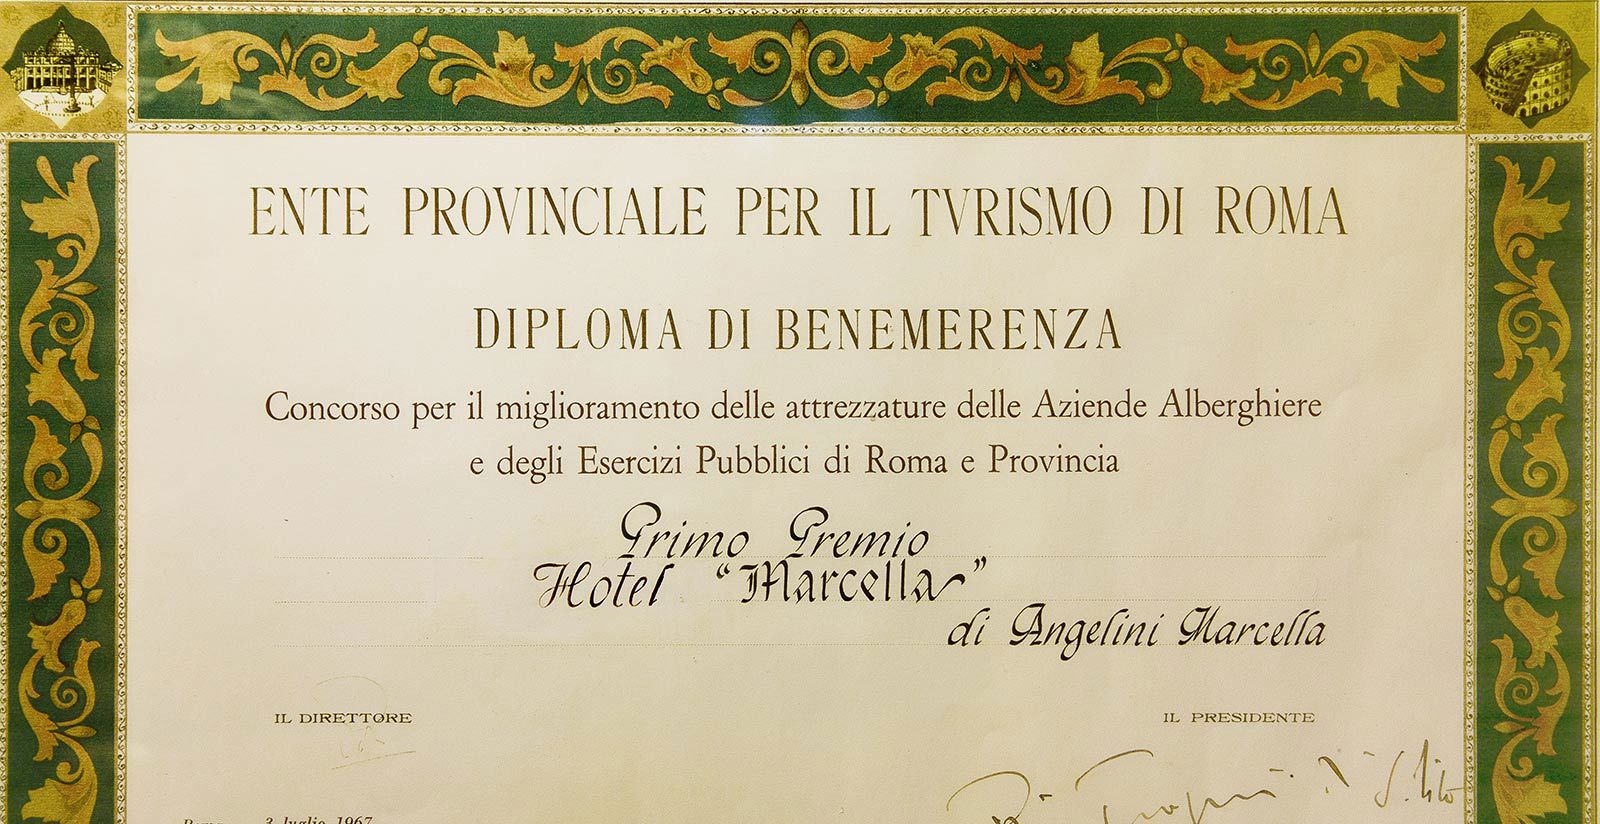 ENTE PROVINCIALE PER IL TVRISMO DI ROMA
DIPLOMA DI BENEMERENZA
Concorso per il miglioramento delle attrezzature delle Aziende Alberghiere
e degli Esercizi Pubblici di Roma e Provincia
Primo Premio
Hotel "Marcella"
di Angelini Marcella
IL DIRETTORE
IL PRESIDENTE
Roma 3 luglio 1967